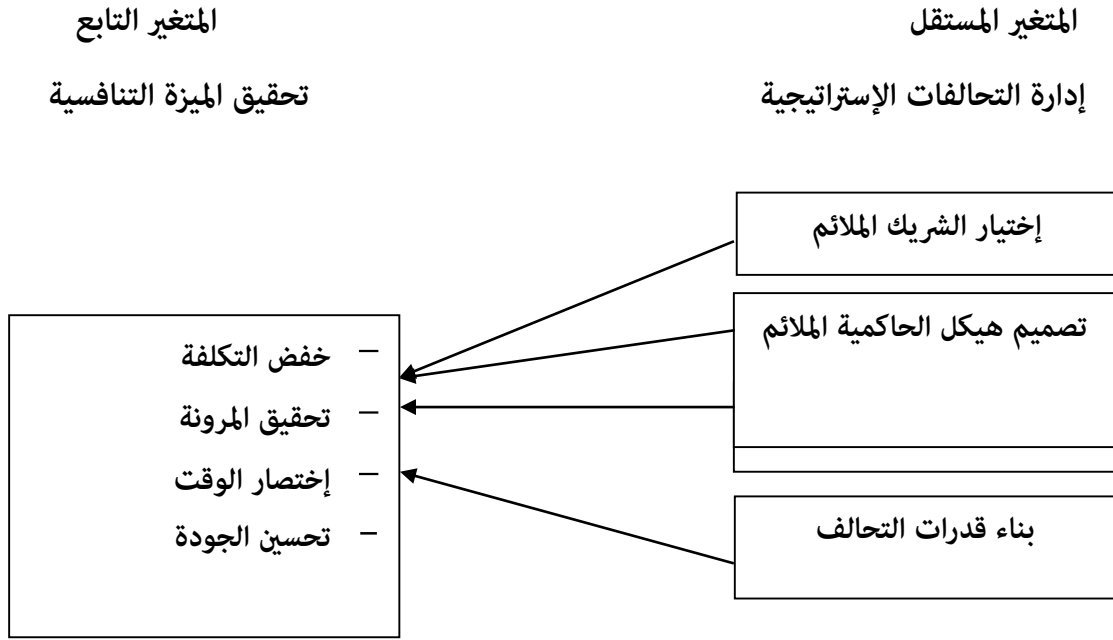 المتغير المستقل
المتغير التابع
إدارة التحالفات الإستراتيجية
تحقيق الميزة التنافسية
إختيار الشريك الملائم
تصميم هيكل الحاكمية الملائم
بناء قدرات التحالف
– خفض التكلفة
– تحقيق المرونة
– إختصار الوقت
– تحسين الجودة